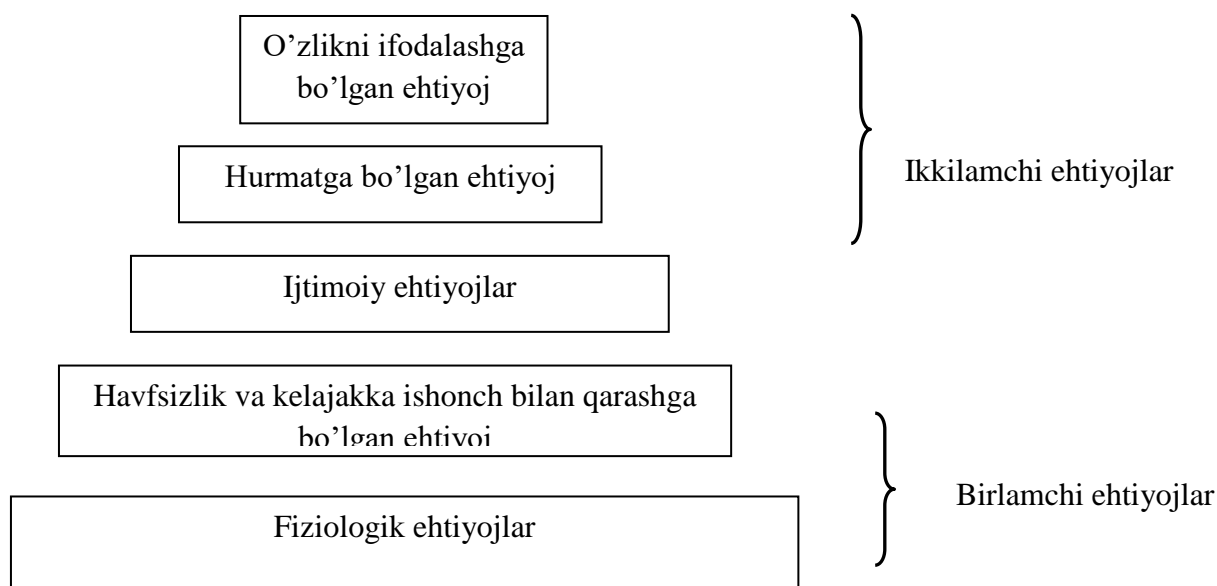 O’zlikni ifodalashga
bo’lgan ehtiyoj
Hurmatga bo’lgan ehtiyoj
Ikkilamchi ehtiyojlar
Ijtimoiy ehtiyojlar
Havfsizlik va kelajakka ishonch bilan qarashga
bo’lgan ehtiyoj
Birlamchi ehtiyojlar
Fiziologik ehtiyojlar